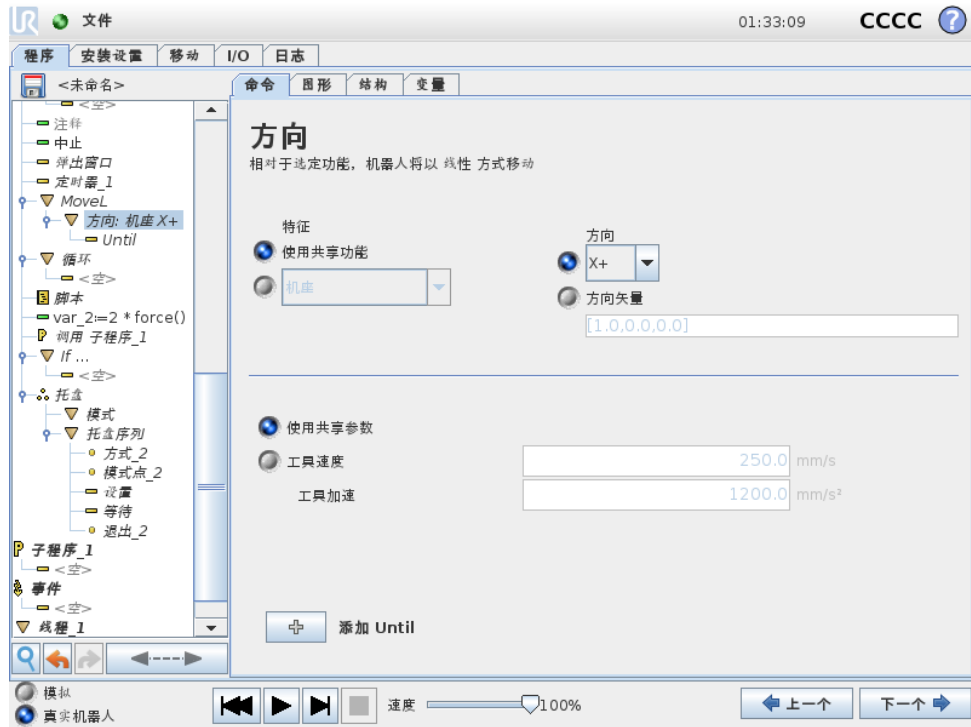 UR 文件 01:33:09 CCCC ?
程序 安装设置 移动 I/O 日志
<未命名>
命令 图形 结构 变量
<空>
注释
中止
弹出窗口
定时器_1
MoveL
方向: 机座 X+
Until
循环
<空>
脚本
var_2:=2 * force()
调用 子程序_1
If ...
<空>
托盘
模式
托盘序列
方式_2
模式点_2
设置
等待
退出_2
子程序_1
<空>
事件
<空>
线程_1
方向
相对于选定功能，机器人将以 线性 方式移动
特征
使用共享功能
机座
方向
X+
方向矢量
[1.0,0.0,0.0]
使用共享参数
工具速度 250.0 mm/s
工具加速 1200.0 mm/s²
添加 Until
模拟
真实机器人
速度 100%
上一个 下一个